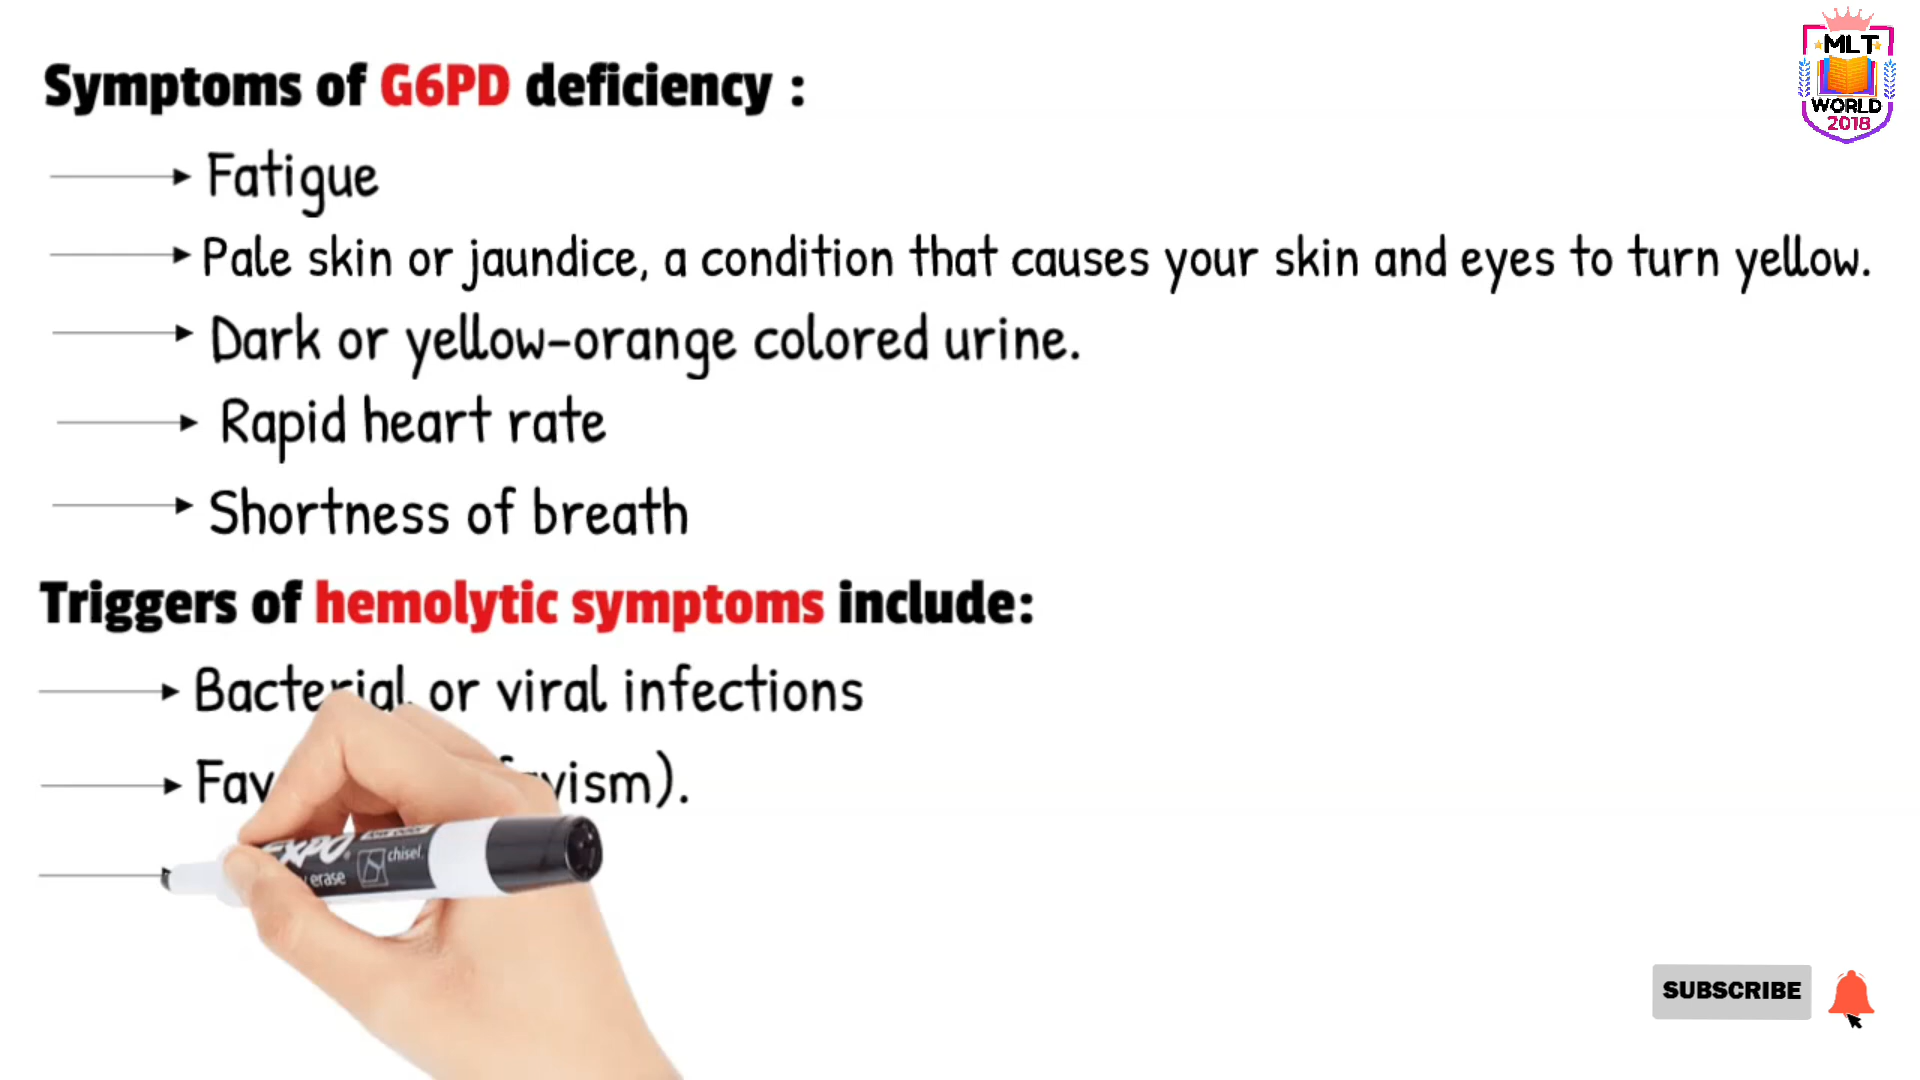 Symptoms of G6PD deficiency :
Fatigue
Pale skin or jaundice, a condition that causes your skin and eyes to turn yellow.
Dark or yellow-orange colored urine.
Rapid heart rate
Shortness of breath
Triggers of hemolytic symptoms include:
Bacterial or viral infections
MLT
WORLD
2018
EXPO
chisel
erase
SUBSCRIBE